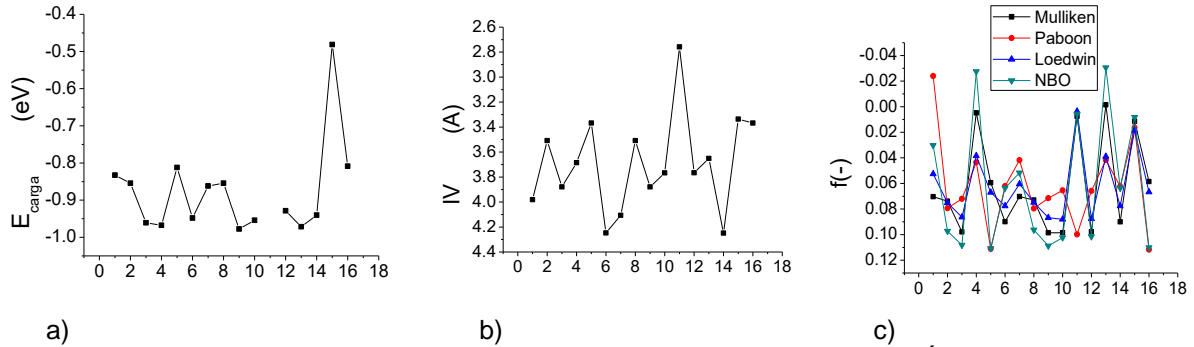 -0.4
-0.5
-0.6
-0.7
-0.8
-0.9
-1.0
E_carga (eV)
0 2 4 6 8 10 12 14 16 18
a)
2.6
2.8
3.0
3.2
3.4
3.6
3.8
4.0
4.2
4.4
IV (A)
0 2 4 6 8 10 12 14 16 18
b)
Mulliken
Paboon
Loedwin
NBO
-0.04
-0.02
0.00
0.02
0.04
0.06
0.08
0.10
0.12
f(-)
0 2 4 6 8 10 12 14 16 18
c)